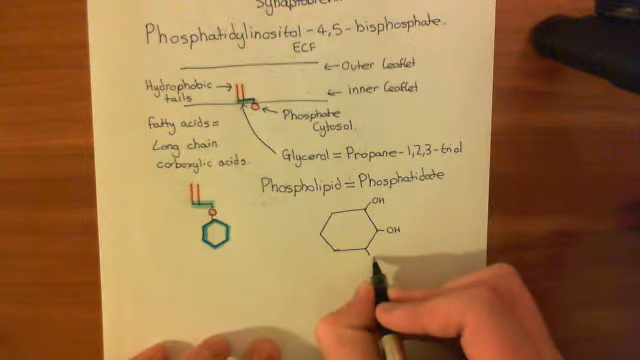 Phosphatidylinositol-4,5-bisphosphate.
ECF
← Outer Leaflet
Hydrophobic →
tails
← Inner Leaflet
← Phosphate
Cytosol.
Fatty acids =
Long chain
carboxylic acids.
Glycerol = Propane-1,2,3-triol
Phospholipid = Phosphatidate
OH
OH